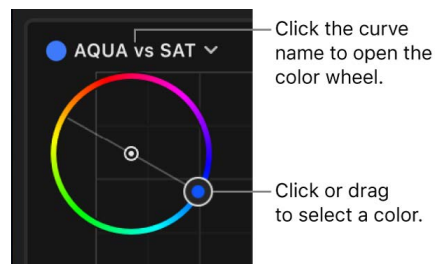 AQUA vs SAT
Click the curve
name to open the
color wheel.
Click or drag
to select a color.